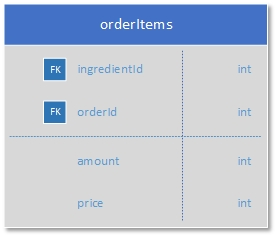 orderItems
FK ingredientId int
FK orderId int
amount int
price int